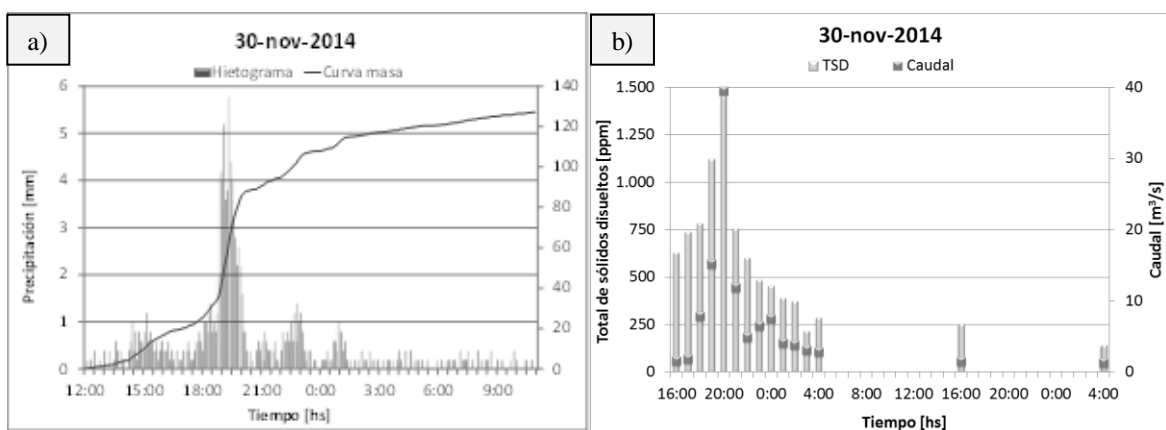 a)
30-nov-2014
Hietograma Curva masa
6 140
5 120
4 100
3 80
2 60
1 40
0 20
0
12:00 15:00 18:00 21:00 0:00 3:00 6:00 9:00
Precipitación [mm]
Tiempo [hs]
b)
30-nov-2014
TSD Caudal
1.500 40
1.250
30
1.000
750 20
500
10
250
0 0
16:00 20:00 0:00 4:00 8:00 12:00 16:00 20:00 0:00 4:00
Total de sólidos disueltos [ppm]
Caudal [m³/s]
Tiempo [hs]